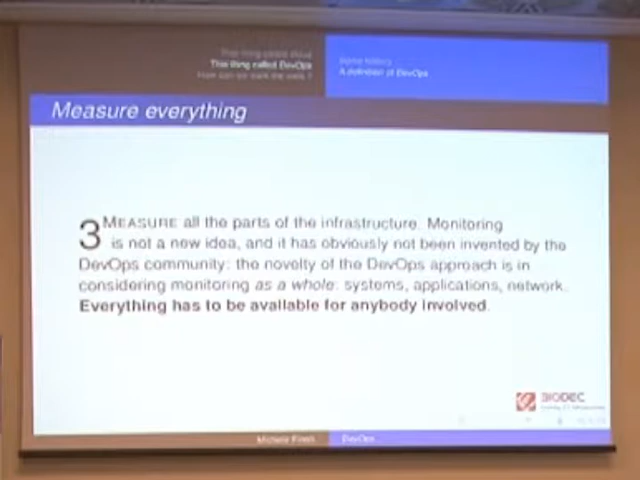 This thing called DevOps
A definition of DevOps
Measure everything
3 MEASURE all the parts of the infrastructure. Monitoring
is not a new idea, and it has obviously not been invented by the
DevOps community: the novelty of the DevOps approach is in
considering monitoring as a whole: systems, applications, network.
Everything has to be available for anybody involved.
BIODEC
DevOps